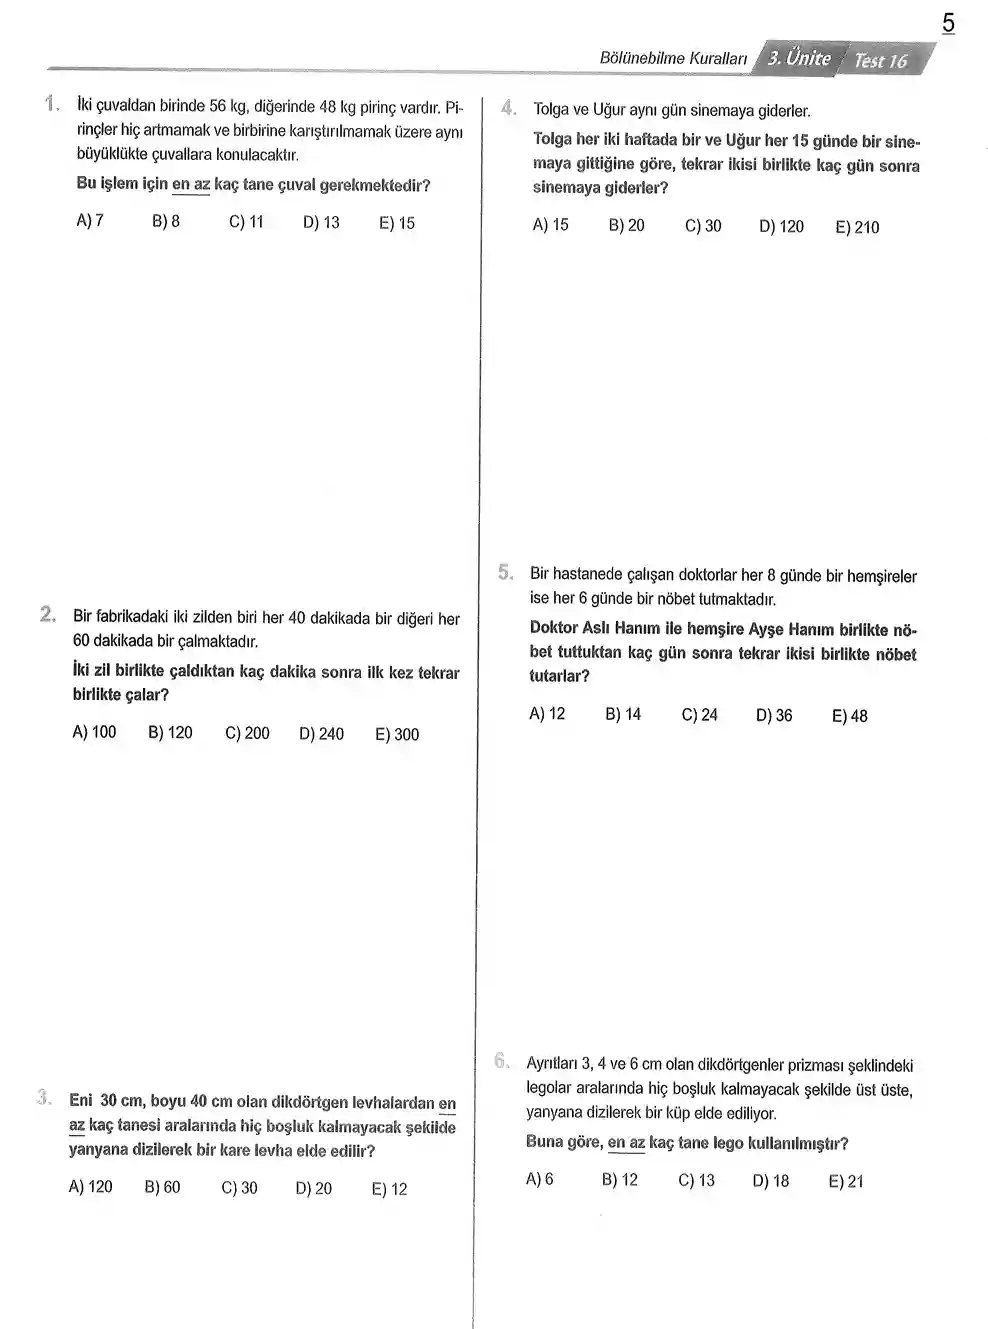 5
Bölünebilme Kuralları 3. Ünite Test 16
1. İki çuvaldan birinde 56 kg, diğerinde 48 kg pirinç vardır. Pi-
rinçler hiç artmamak ve birbirine karıştırılmamak üzere aynı
büyüklükte çuvallara konulacaktır.
Bu işlem için en az kaç tane çuval gerekmektedir?
A) 7 B) 8 C) 11 D) 13 E) 15
2. Bir fabrikadaki iki zilden biri her 40 dakikada bir diğeri her
60 dakikada bir çalmaktadır.
İki zil birlikte çaldıktan kaç dakika sonra ilk kez tekrar
birlikte çalar?
A) 100 B) 120 C) 200 D) 240 E) 300
3. Eni 30 cm, boyu 40 cm olan dikdörtgen levhalardan en
az kaç tanesi aralarında hiç boşluk kalmayacak şekilde
yanyana dizilerek bir kare levha elde edilir?
A) 120 B) 60 C) 30 D) 20 E) 12
4. Tolga ve Uğur aynı gün sinemaya giderler.
Tolga her iki haftada bir ve Uğur her 15 günde bir sine-
maya gittiğine göre, tekrar ikisi birlikte kaç gün sonra
sinemaya giderler?
A) 15 B) 20 C) 30 D) 120 E) 210
5. Bir hastanede çalışan doktorlar her 8 günde bir hemşireler
ise her 6 günde bir nöbet tutmaktadır.
Doktor Aslı Hanım ile hemşire Ayşe Hanım birlikte nö-
bet tuttuktan kaç gün sonra tekrar ikisi birlikte nöbet
tutarlar?
A) 12 B) 14 C) 24 D) 36 E) 48
6. Ayrıtları 3, 4 ve 6 cm olan dikdörtgenler prizması şeklindeki
legolar aralarında hiç boşluk kalmayacak şekilde üst üste,
yanyana dizilerek bir küp elde ediliyor.
Buna göre, en az kaç tane lego kullanılmıştır?
A) 6 B) 12 C) 13 D) 18 E) 21